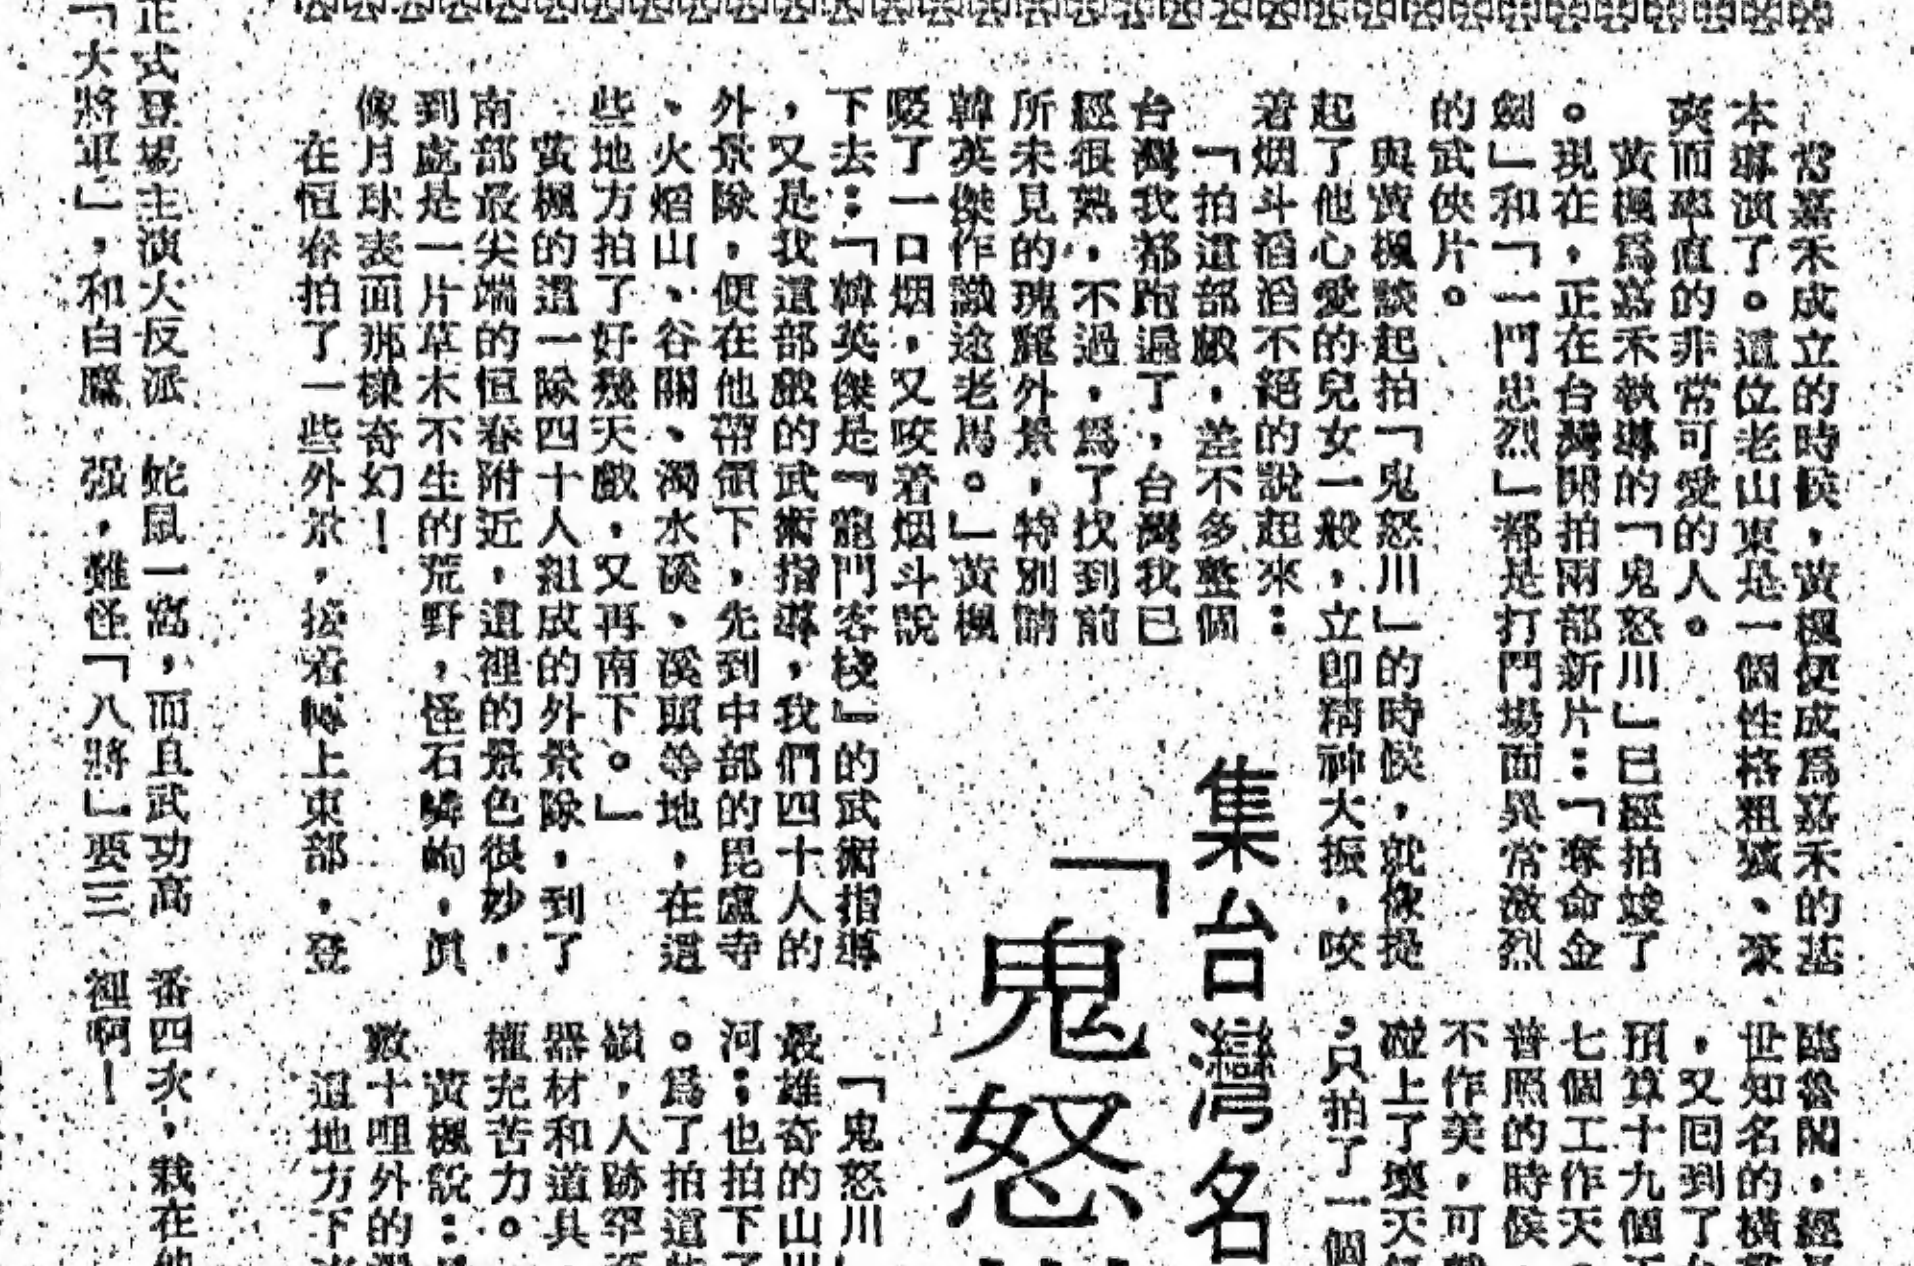 當嘉禾成立的時候，黃楓便成爲嘉禾的基
本導演了。這位老山東是一個性格粗獷、豪
爽而率直的非常可愛的人。
黃楓爲嘉禾執導的「鬼怒川」已經拍竣了
。現在，正在台灣開拍兩部新片：「奪命金
劍」和「一門忠烈」都是打鬥場面異常激烈
的武俠片。
與黃楓談起拍「鬼怒川」的時候，就像提
起了他心愛的兒女一般，立即精神大振，咬
着烟斗滔滔不絕的說起來：
「拍這部戲，差不多整個
台灣我都跑遍了，台灣我已
經很熟，不過，爲了找到前
所未見的瑰麗外景，特別請
韓英傑作識途老馬。」黃楓
噯了一口烟，又咬着烟斗說
下去：「韓英傑是『龍門客棧』的武術指導
，又是我這部戲的武術指導，我們四十人的
外景隊，便在他帶領下，先到中部的毘盧寺
、火熖山、谷關、濁水溪、溪頭等地，在這
些地方拍了好幾天戲，又再南下。」
黃楓的這一隊四十人組成的外景隊，到了
南部最尖端的恒春附近，這裡的景色很妙，
到處是一片草木不生的荒野，怪石嶙峋，眞
像月球表面那樣奇幻！
在恒春拍了一些外景，接着轉上東部，登
集台灣名
「鬼怒
臨魯閣，經
世知名的橫
，又回到了
預算十九個
七個工作天
普照的時候
不作美，可
碰上了壞天
，只拍了一個
「鬼怒川」
最雄奇的山川
河；也拍下了
。爲了拍這些
嶺，人跡罕至
器材和道具
權充苦力。
黃楓說：
數十哩外的
這地方下
正式登場主演大反派 蛇鼠一窩，而且武功高 番四次，栽在他
「大將軍」，和白鷹 强，難怪「八將」要三 裡啊！